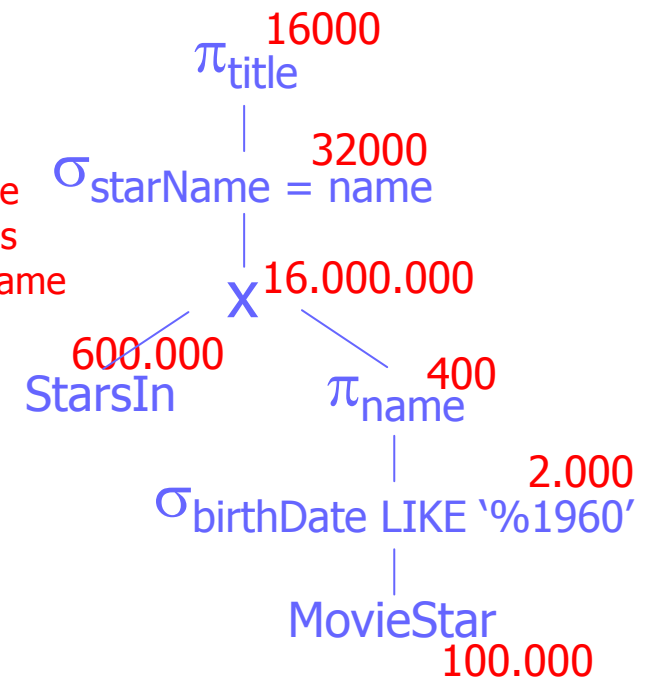 16000
πtitle
32000
σstarName = name
e
s
ame
x 16.000.000
600.000
StarsIn
400
πname
2.000
σbirthDate LIKE ‘%1960’
MovieStar
100.000